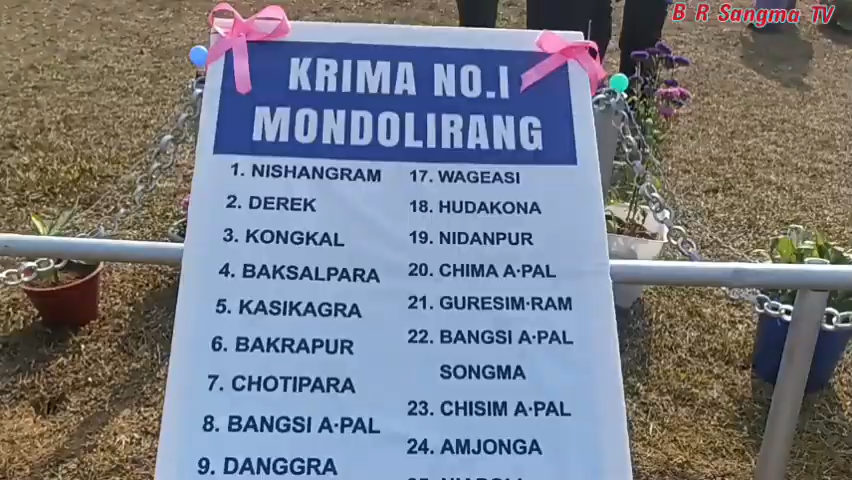 B R Sangma TV
KRIMA NO.I
MONDOLIRANG
1. NISHANGRAM
2. DEREK
3. KONGKAL
4. BAKSALPARA
5. KASIKAGRA
6. BAKRAPUR
7. CHOTIPARA
8. BANGSI A·PAL
9. DANGGRA
17. WAGEASI
18. HUDAKONA
19. NIDANPUR
20. CHIMA A·PAL
21. GURESIM·RAM
22. BANGSI A·PAL
SONGMA
23. CHISIM A·PAL
24. AMJONGA